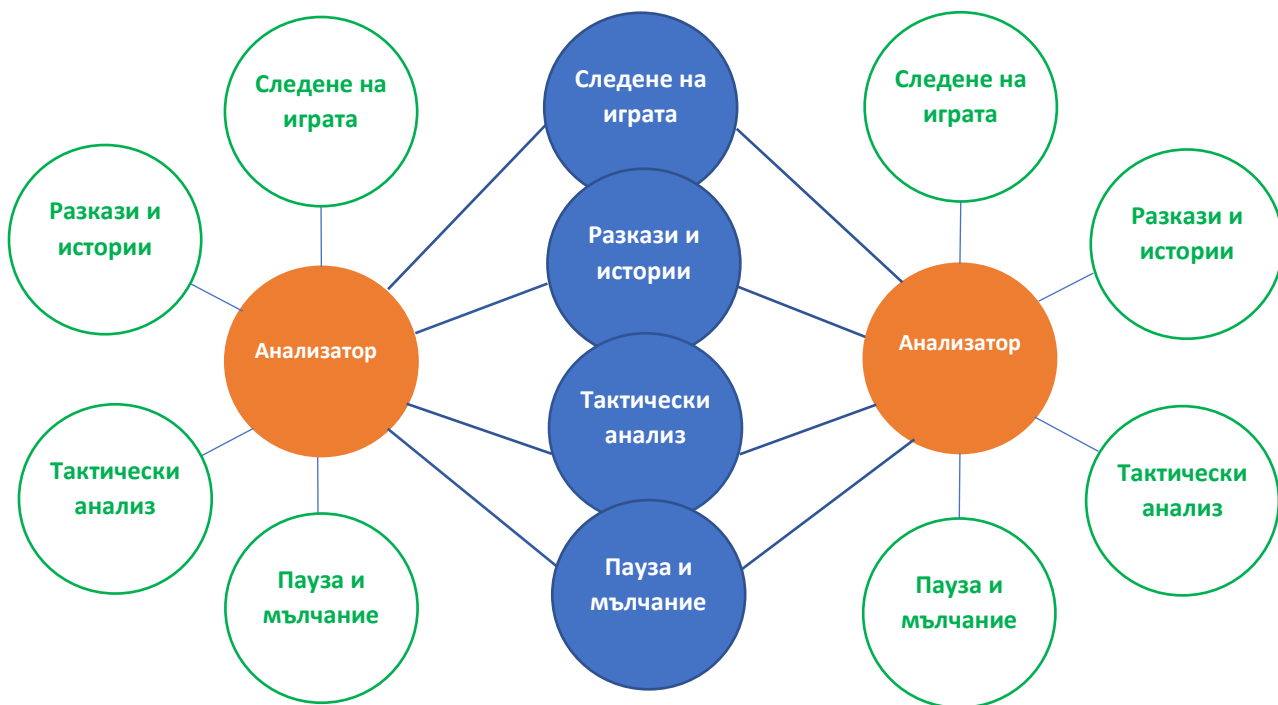 Следене на
играта
Следене на
играта
Следене на
играта
Разкази и
истории
Разкази и
истории
Разкази и
истории
Анализатор
Анализатор
Тактически
анализ
Тактически
анализ
Тактически
анализ
Пауза и
мълчание
Пауза и
мълчание
Пауза и
мълчание